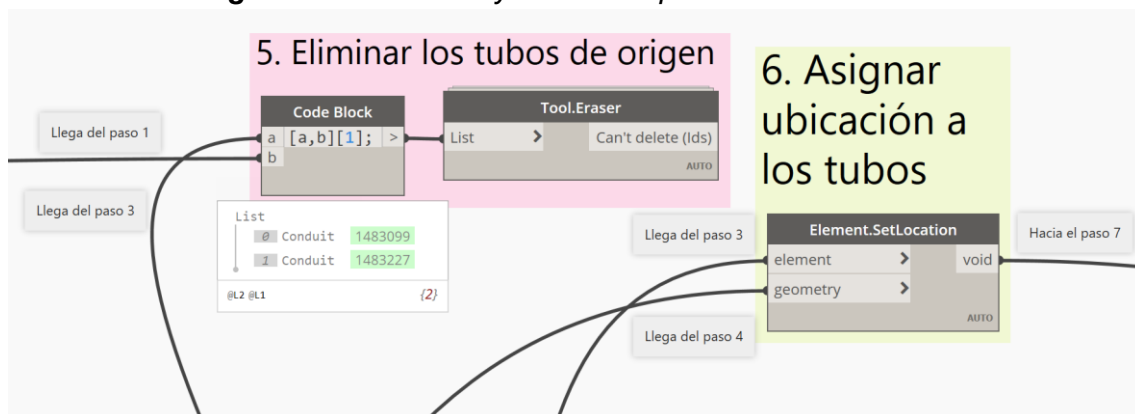 5. Eliminar los tubos de origen
Code Block
a [a,b][1]; >
b
Tool.Eraser
List > Can't delete (Ids)
AUTO
Llega del paso 1
Llega del paso 3
List
0 Conduit 1483099
1 Conduit 1483227
@L2 @L1 {2}
6. Asignar
ubicación a
los tubos
Llega del paso 3
Llega del paso 4
Element.SetLocation
element > void
geometry >
AUTO
Hacia el paso 7